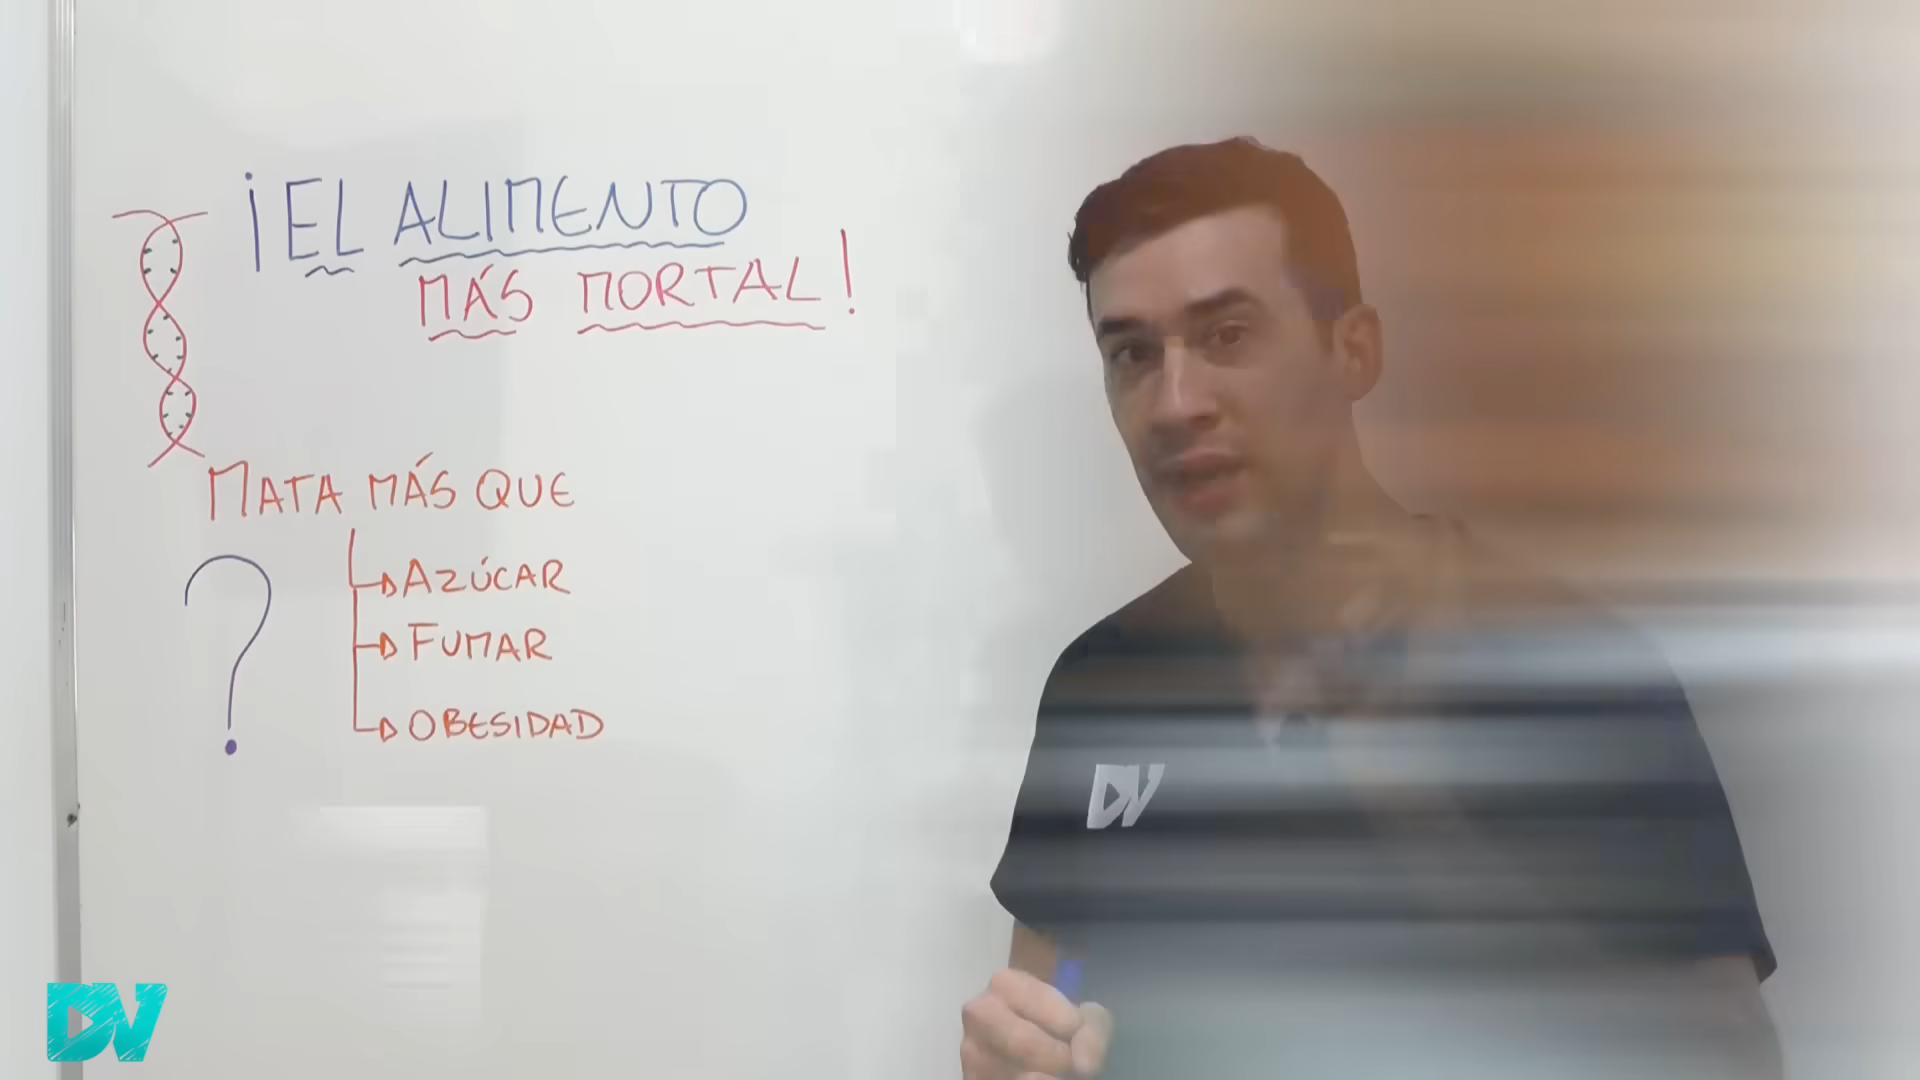 ¡EL ALIMENTO
MÁS MORTAL!
MATA MÁS QUE
?
AZÚCAR
FUMAR
OBESIDAD
DV
DV